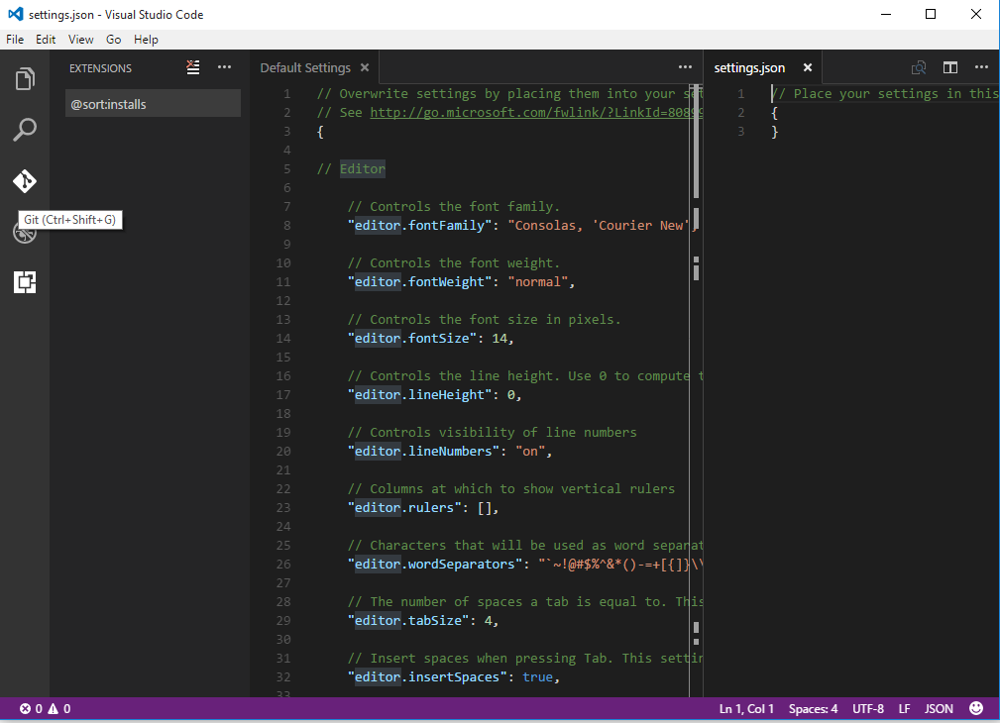 settings.json - Visual Studio Code
File Edit View Go Help
EXTENSIONS
@sort:installs
Git (Ctrl+Shift+G)
Default Settings
1 // Overwrite settings by placing them into your
2 // See http://go.microsoft.com/fwlink/?LinkId=8089
3 {
4
5 // Editor
6
7 // Controls the font family.
8 "editor.fontFamily": "Consolas, 'Courier New'
9
10 // Controls the font weight.
11 "editor.fontWeight": "normal",
12
13 // Controls the font size in pixels.
14 "editor.fontSize": 14,
15
16 // Controls the line height. Use 0 to compute
17 "editor.lineHeight": 0,
18
19 // Controls visibility of line numbers
20 "editor.lineNumbers": "on",
21
22 // Columns at which to show vertical rulers
23 "editor.rulers": [],
24
25 // Characters that will be used as word separat
26 "editor.wordSeparators": "`~!@#$%^&*()-=+[{]}\\
27
28 // The number of spaces a tab is equal to. This
29 "editor.tabSize": 4,
30
31 // Insert spaces when pressing Tab. This settin
32 "editor.insertSpaces": true,
33
settings.json
1 // Place your settings in this
2 {
3 }
0 0
Ln 1, Col 1 Spaces: 4 UTF-8 LF JSON